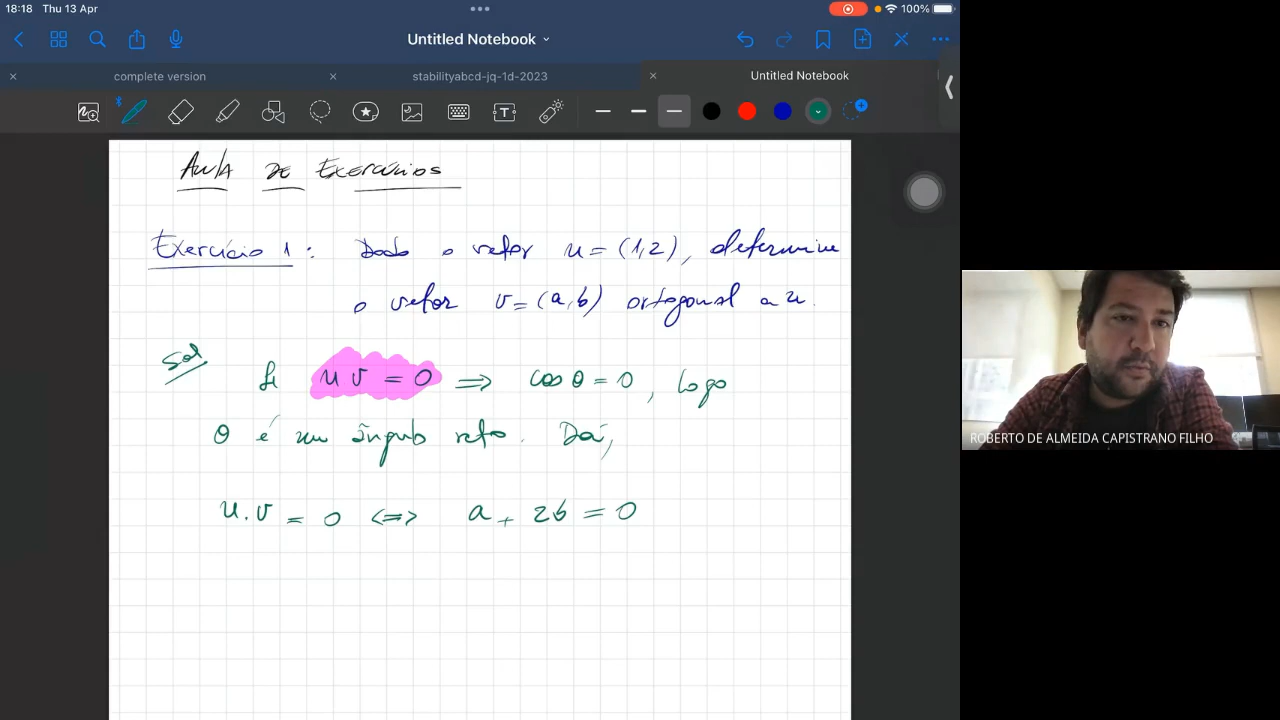 18:18 Thu 13 Apr
100%
Untitled Notebook
complete version
stabilityabcd-jq-1d-2023
Untitled Notebook
AULA DE EXERCÍCIOS
Exercício 1: Dado o vetor u = (1,2), determine
o vetor v = (a,b) ortogonal a u.
Sol
Se u v = 0 ⟹ cos θ = 0, logo
θ é um ângulo reto. Daí,
u.v = 0 ⟺ a + 2b = 0
ROBERTO DE ALMEIDA CAPISTRANO FILHO